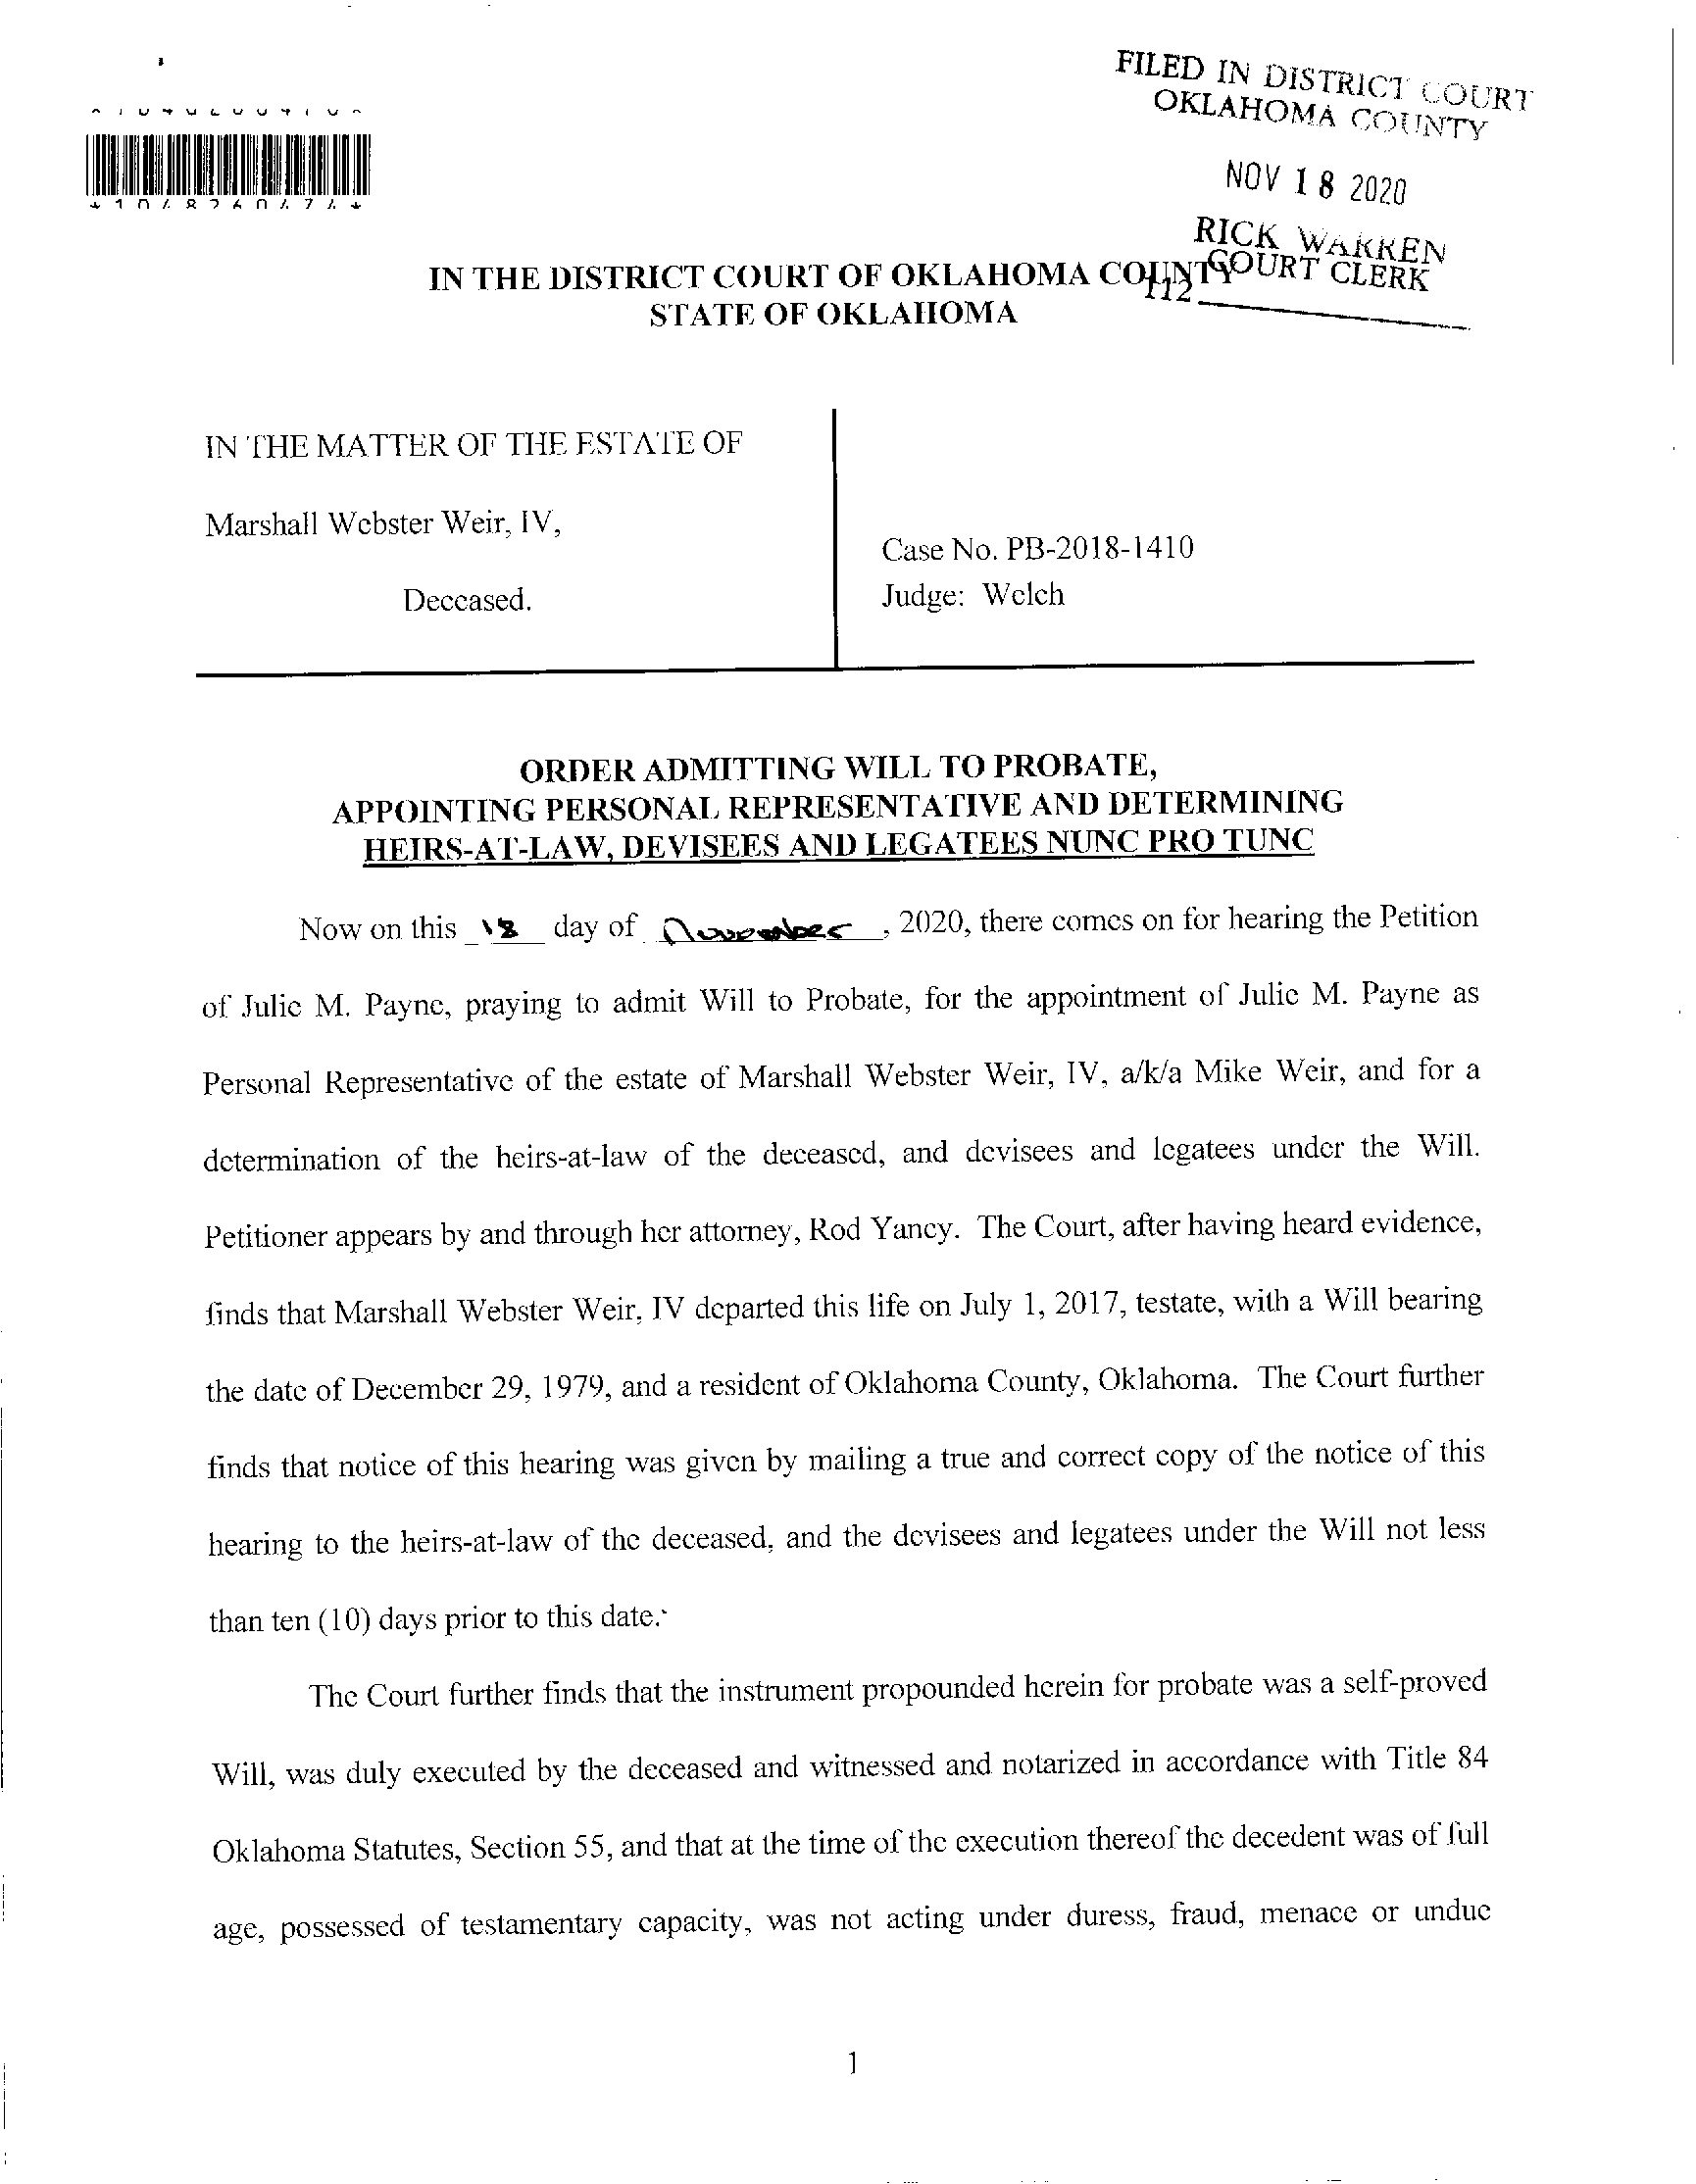 FILED IN DISTRICT COURT
OKLAHOMA COUNTY
NOV 18 2020
RICK WARREN
COURT CLERK
112
IN THE DISTRICT COURT OF OKLAHOMA COUNTY
STATE OF OKLAHOMA
IN THE MATTER OF THE ESTATE OF
Marshall Webster Weir, IV,
Deceased.
Case No. PB-2018-1410
Judge: Welch
ORDER ADMITTING WILL TO PROBATE,
APPOINTING PERSONAL REPRESENTATIVE AND DETERMINING
HEIRS-AT-LAW, DEVISEES AND LEGATEES NUNC PRO TUNC
Now on this 18 day of November, 2020, there comes on for hearing the Petition
of Julie M. Payne, praying to admit Will to Probate, for the appointment of Julie M. Payne as
Personal Representative of the estate of Marshall Webster Weir, IV, a/k/a Mike Weir, and for a
determination of the heirs-at-law of the deceased, and devisees and legatees under the Will.
Petitioner appears by and through her attorney, Rod Yancy. The Court, after having heard evidence,
finds that Marshall Webster Weir, IV departed this life on July 1, 2017, testate, with a Will bearing
the date of December 29, 1979, and a resident of Oklahoma County, Oklahoma. The Court further
finds that notice of this hearing was given by mailing a true and correct copy of the notice of this
hearing to the heirs-at-law of the deceased, and the devisees and legatees under the Will not less
than ten (10) days prior to this date.
The Court further finds that the instrument propounded herein for probate was a self-proved
Will, was duly executed by the deceased and witnessed and notarized in accordance with Title 84
Oklahoma Statutes, Section 55, and that at the time of the execution thereof the decedent was of full
age, possessed of testamentary capacity, was not acting under duress, fraud, menace or undue
1